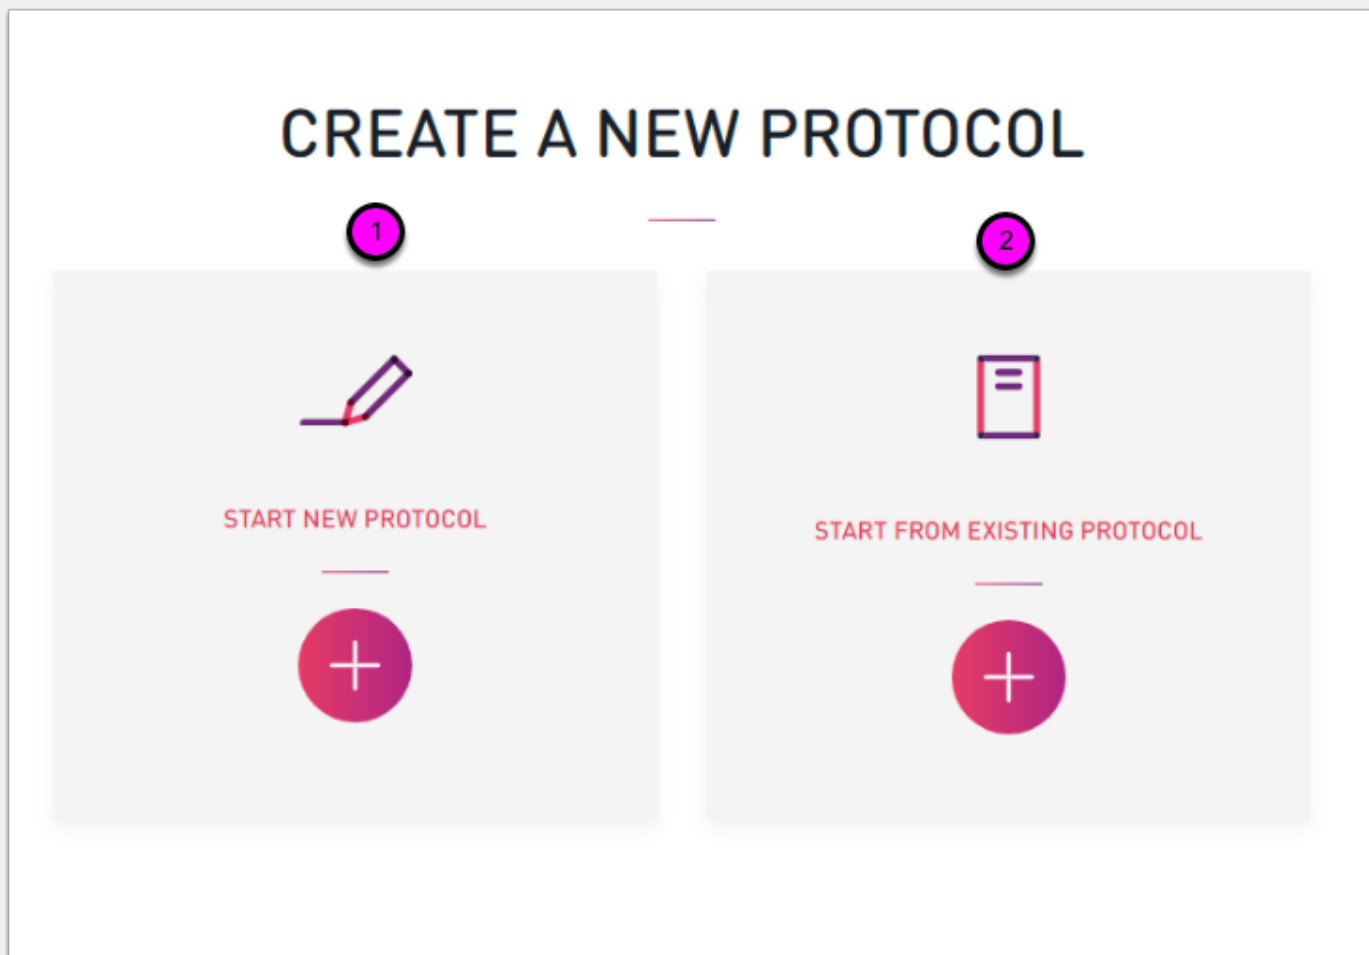 CREATE A NEW PROTOCOL
1
2
START NEW PROTOCOL
START FROM EXISTING PROTOCOL